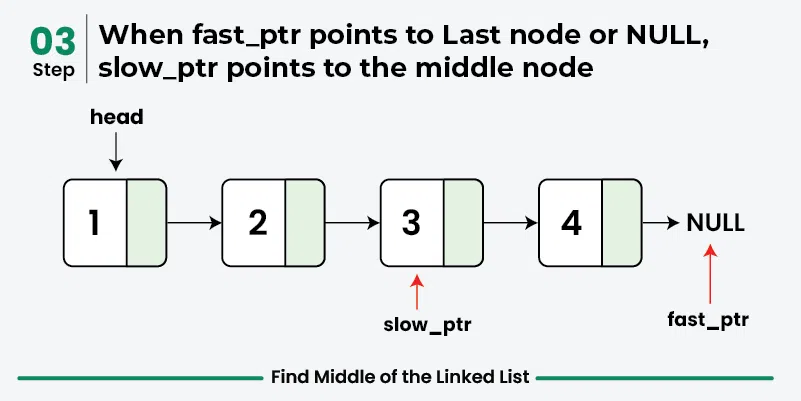 03
Step
When fast_ptr points to Last node or NULL,
slow_ptr points to the middle node
head
1 2 3 4 NULL
slow_ptr
fast_ptr
Find Middle of the Linked List